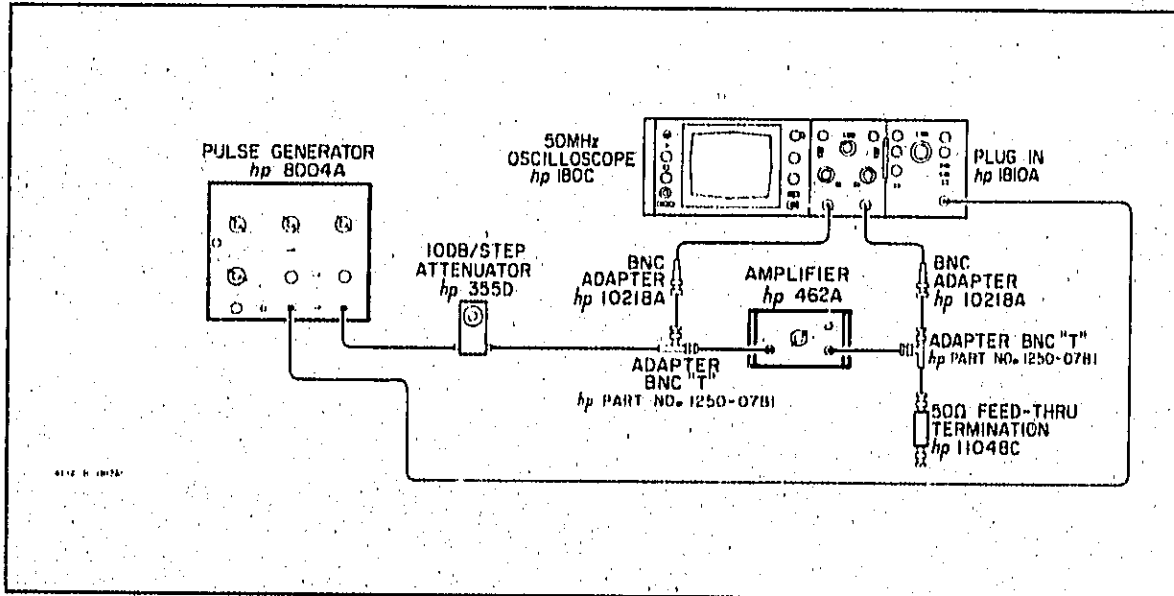 PULSE GENERATOR
hp 8004A
50MHz
OSCILLOSCOPE
hp 180C
PLUG IN
hp 1810A
10DB/STEP
ATTENUATOR
hp 355D
BNC
ADAPTER
hp 10218A
AMPLIFIER
hp 462A
BNC
ADAPTER
hp 10218A
ADAPTER
BNC "T"
hp PART NO. 1250-0781
ADAPTER BNC "T"
hp PART NO. 1250-0781
50Ω FEED-THRU
TERMINATION
hp 11048C